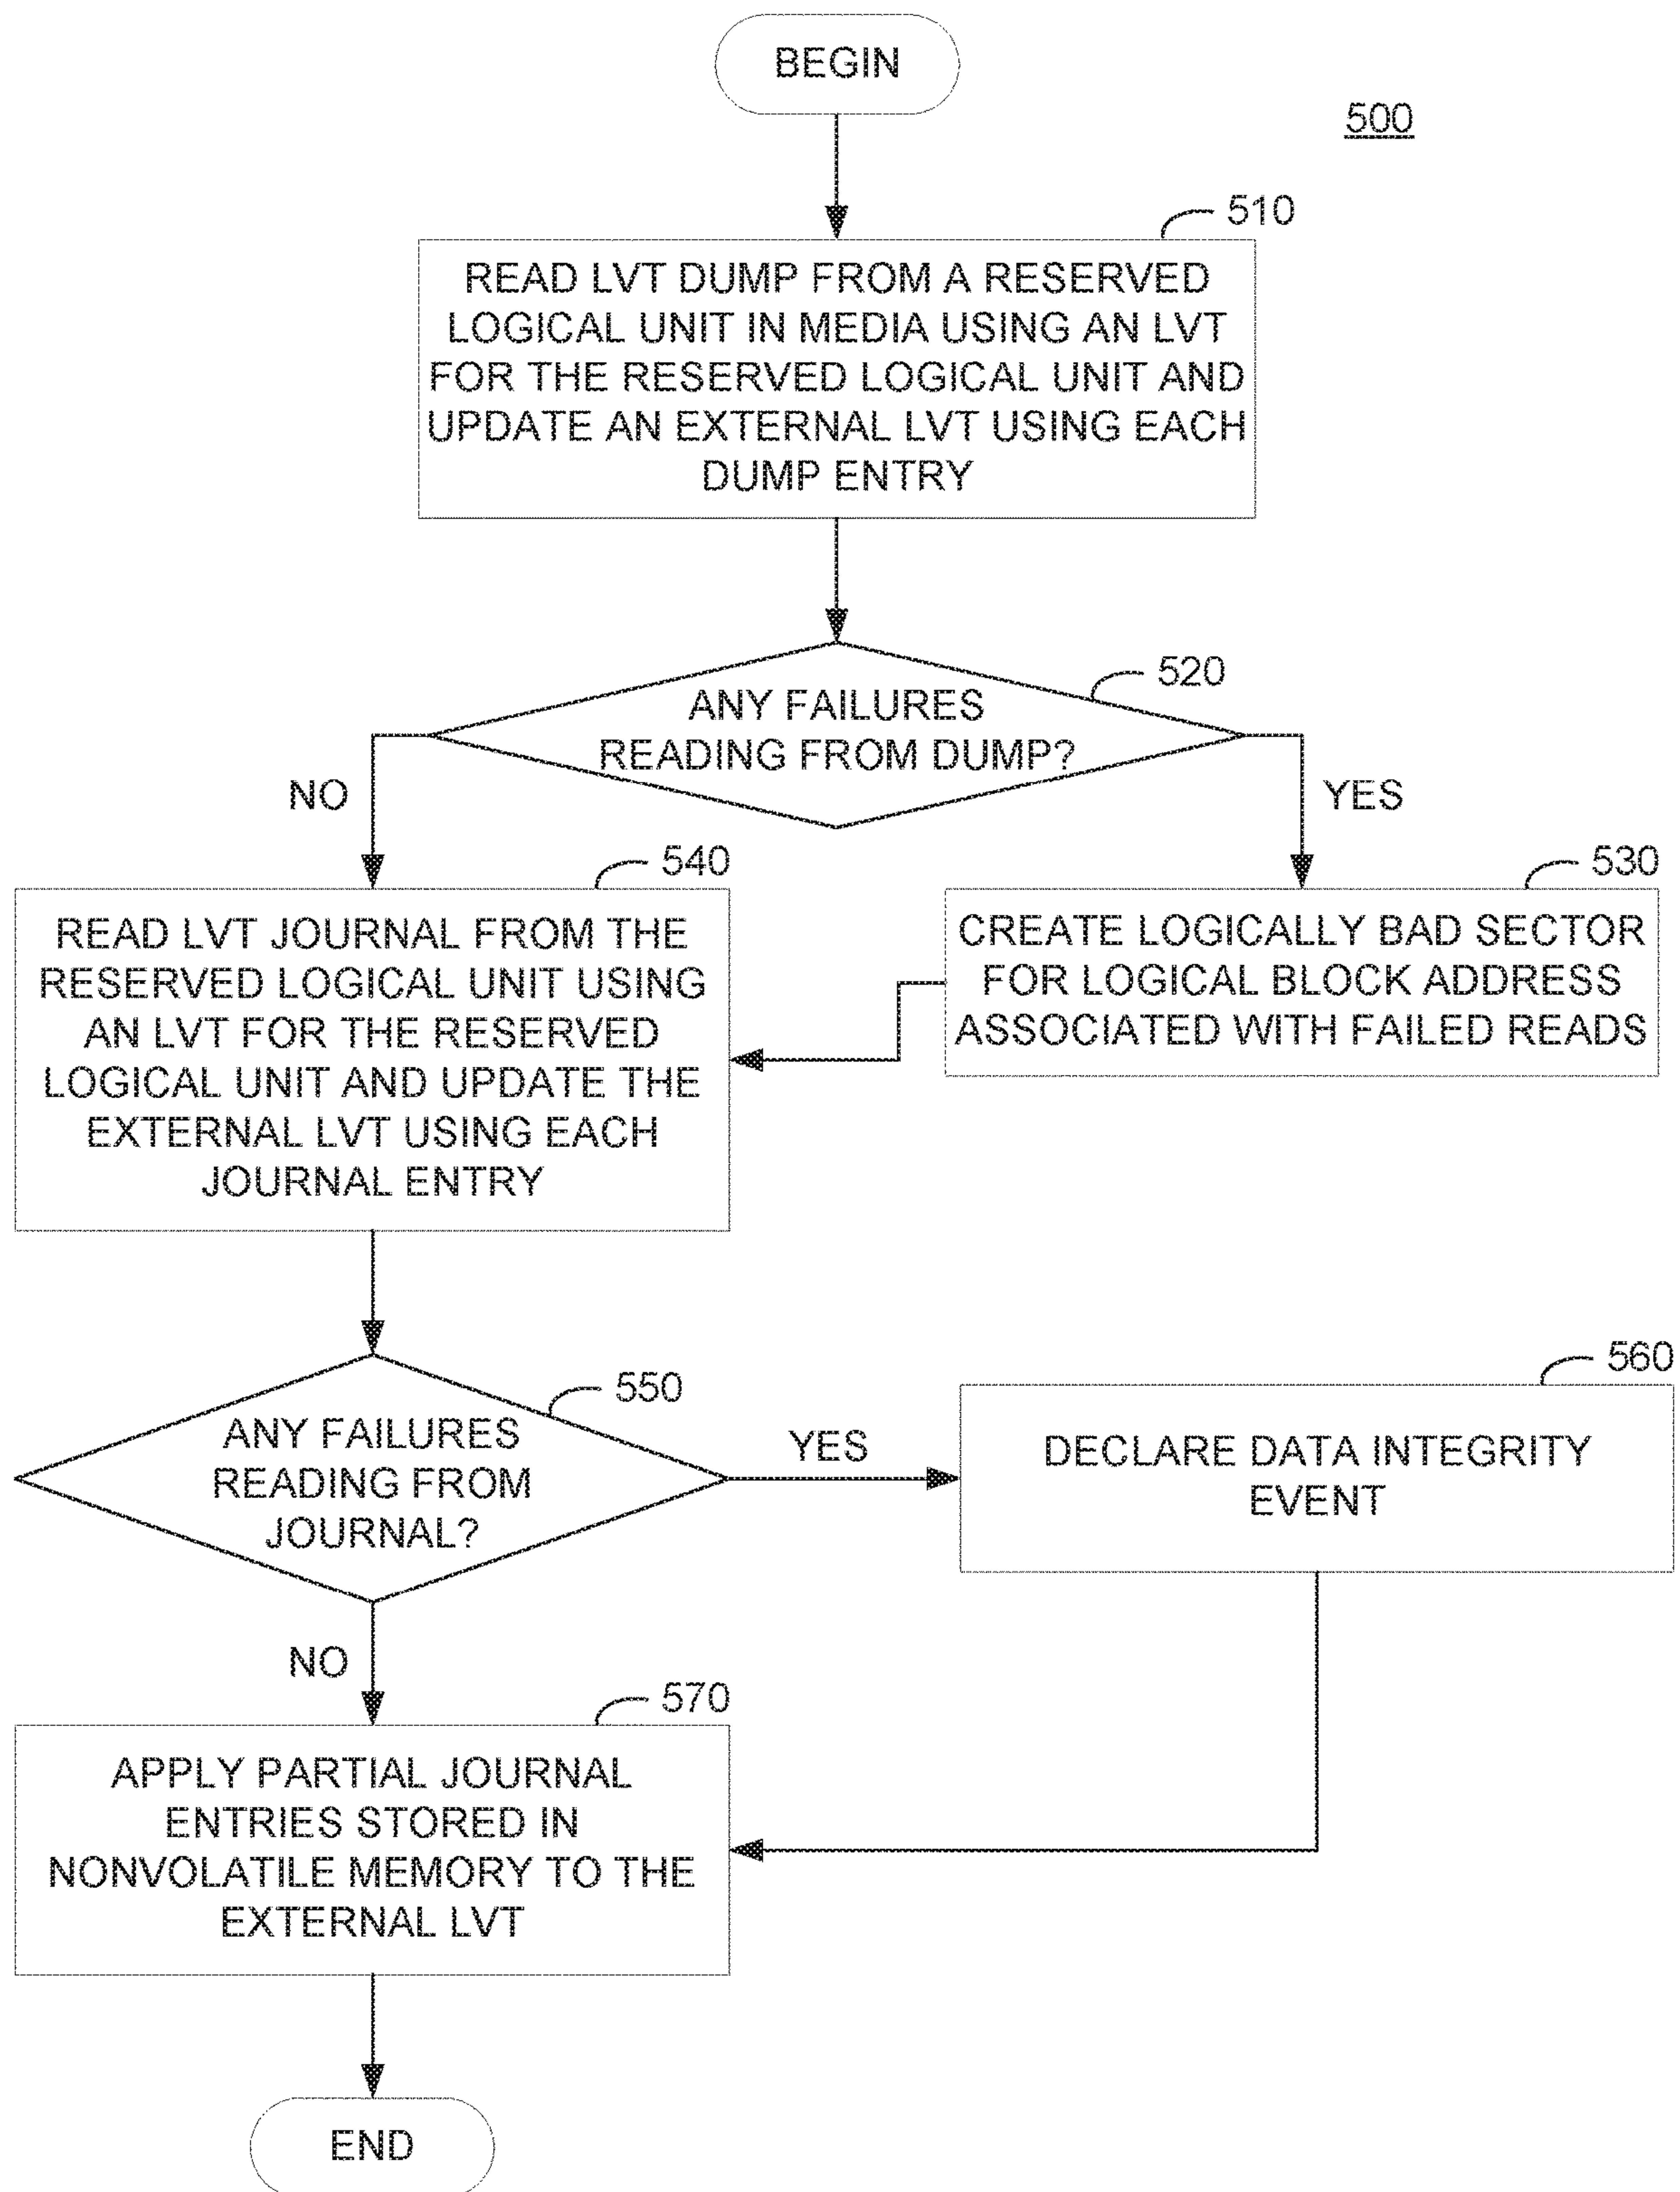 BEGIN
500
510
READ LVT DUMP FROM A RESERVED
LOGICAL UNIT IN MEDIA USING AN LVT
FOR THE RESERVED LOGICAL UNIT AND
UPDATE AN EXTERNAL LVT USING EACH
DUMP ENTRY
520
ANY FAILURES
READING FROM DUMP?
NO
YES
540
530
READ LVT JOURNAL FROM THE
RESERVED LOGICAL UNIT USING
AN LVT FOR THE RESERVED
LOGICAL UNIT AND UPDATE THE
EXTERNAL LVT USING EACH
JOURNAL ENTRY
CREATE LOGICALLY BAD SECTOR
FOR LOGICAL BLOCK ADDRESS
ASSOCIATED WITH FAILED READS
550
ANY FAILURES
READING FROM
JOURNAL?
YES
560
DECLARE DATA INTEGRITY
EVENT
NO
570
APPLY PARTIAL JOURNAL
ENTRIES STORED IN
NONVOLATILE MEMORY TO THE
EXTERNAL LVT
END